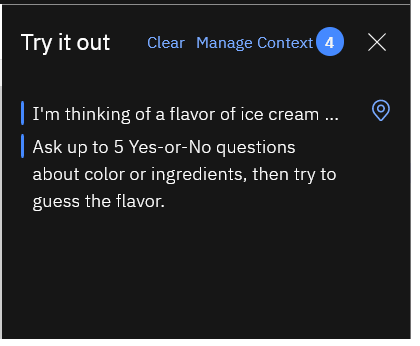 Try it out Clear Manage Context 4
I'm thinking of a flavor of ice cream ...
Ask up to 5 Yes-or-No questions
about color or ingredients, then try to
guess the flavor.